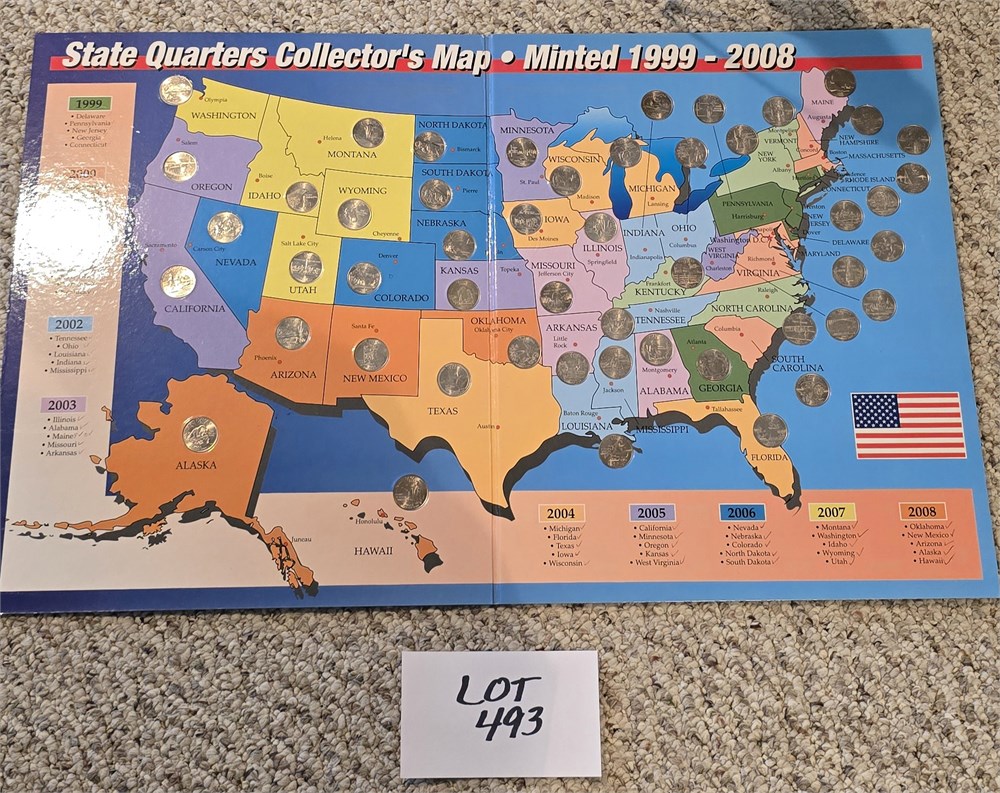 State Quarters Collector's Map • Minted 1999 - 2008
1999
• Delaware
• Pennsylvania
• New Jersey
• Georgia
• Connecticut
2000
2002
• Tennessee
• Ohio
• Louisiana
• Indiana
• Mississippi
2003
• Illinois
• Alabama
• Maine
• Missouri
• Arkansas
Olympia
WASHINGTON
Salem
OREGON
Helena
MONTANA
Boise
IDAHO
WYOMING
Cheyenne
NORTH DAKOTA
Bismarck
SOUTH DAKOTA
Pierre
NEBRASKA
Sacramento
Carson City
NEVADA
CALIFORNIA
Salt Lake City
UTAH
Denver
COLORADO
KANSAS
Topeka
Phoenix
ARIZONA
Santa Fe
NEW MEXICO
OKLAHOMA
Oklahoma City
TEXAS
Austin
ALASKA
Juneau
Honolulu
HAWAII
MINNESOTA
St. Paul
WISCONSIN
Madison
MICHIGAN
Lansing
IOWA
Des Moines
ILLINOIS
Springfield
INDIANA
Indianapolis
OHIO
Columbus
MISSOURI
Jefferson City
Frankfort
KENTUCKY
Nashville
TENNESSEE
ARKANSAS
Little
Rock
Jackson
MISSISSIPPI
Baton Rouge
LOUISIANA
Montgomery
ALABAMA
Atlanta
GEORGIA
Tallahassee
FLORIDA
Columbia
SOUTH
CAROLINA
Raleigh
NORTH CAROLINA
Richmond
VIRGINIA
WEST
VIRGINIA
Charleston
Washington D.C.
PENNSYLVANIA
Harrisburg
NEW
YORK
Albany
Montpelier
VERMONT
MAINE
Augusta
NEW
HAMPSHIRE
Concord
Boston
MASSACHUSETTS
RHODE ISLAND
CONNECTICUT
NEW
JERSEY
Dover
DELAWARE
MARYLAND
2004
• Michigan
• Florida
• Texas
• Iowa
• Wisconsin
2005
• California
• Minnesota
• Oregon
• Kansas
• West Virginia
2006
• Nevada
• Nebraska
• Colorado
• North Dakota
• South Dakota
2007
• Montana
• Washington
• Idaho
• Wyoming
• Utah
2008
• Oklahoma
• New Mexico
• Arizona
• Alaska
• Hawaii
LOT
493